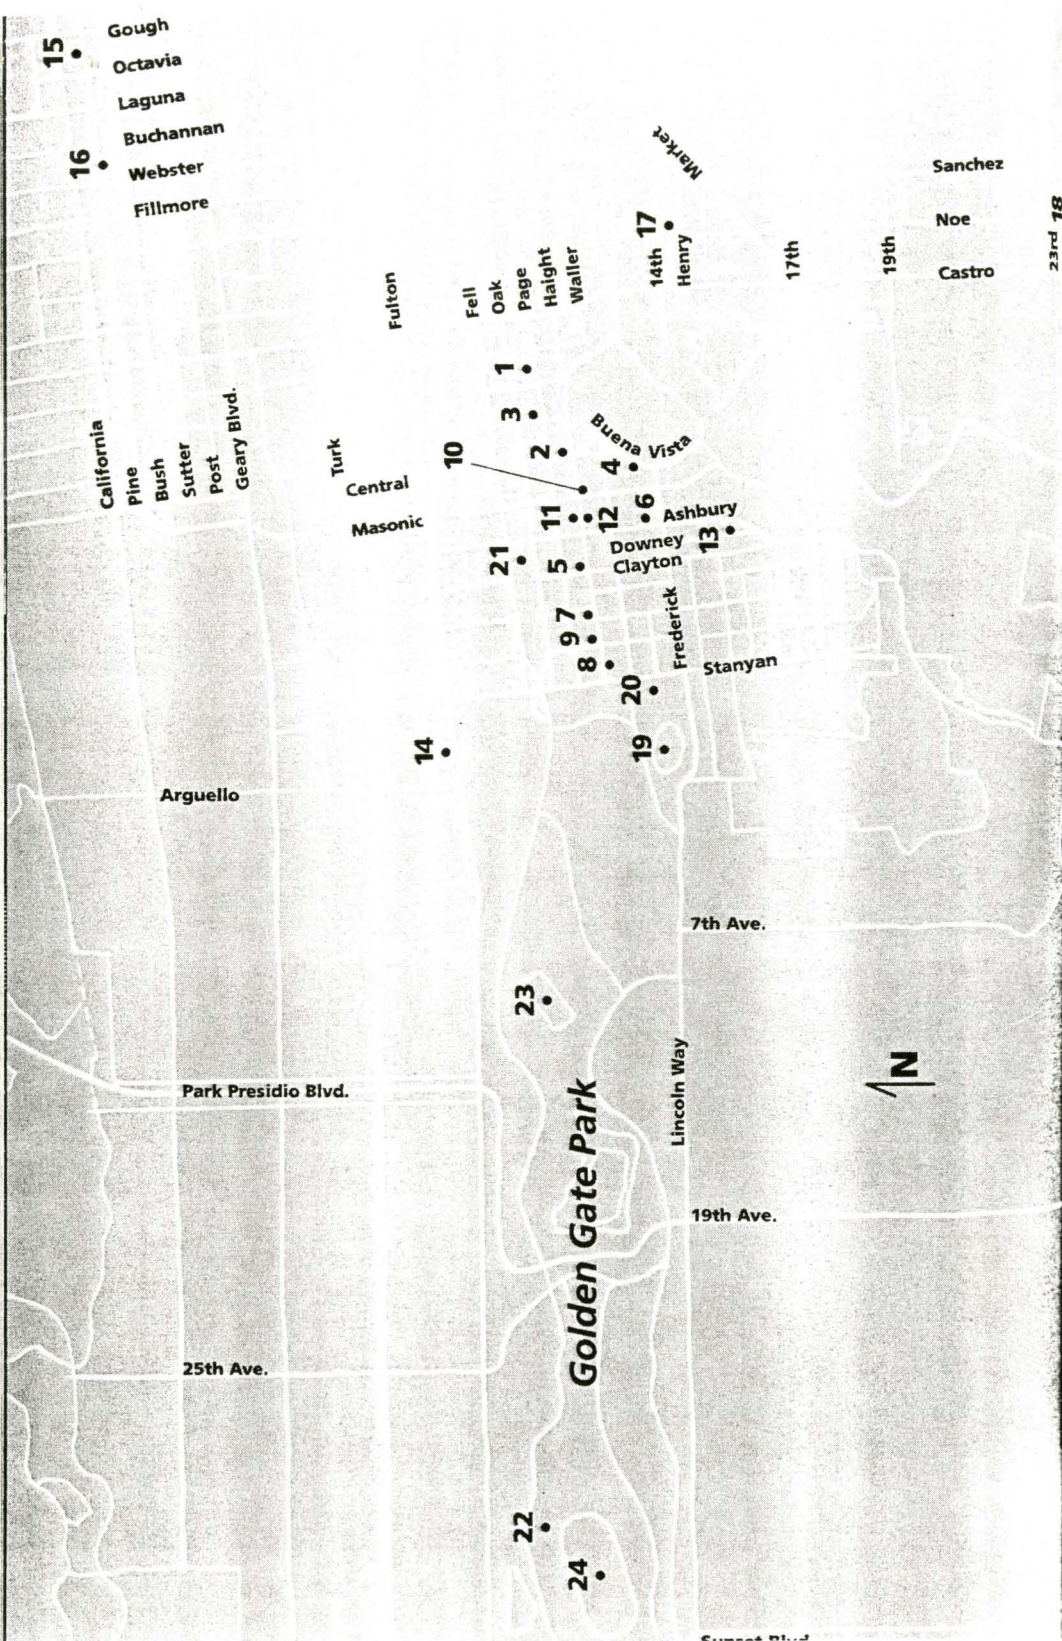 15
Gough
Octavia
Laguna
Buchannan
16
Webster
Fillmore
Market
Sanchez
Noe
Castro
17
14th
Henry
17th
19th
23rd
18
Fulton
Fell
Oak
Page
Haight
Waller
1
3
2
10
Buena Vista
4
California
Pine
Bush
Sutter
Post
Geary Blvd.
Turk
Central
Masonic
11
12
6
Ashbury
13
Downey
Clayton
21
5
7
9
8
Frederick
Stanyan
20
19
14
Arguello
7th Ave.
23
N
Park Presidio Blvd.
Lincoln Way
Golden Gate Park
19th Ave.
25th Ave.
22
24
Sunset Blvd